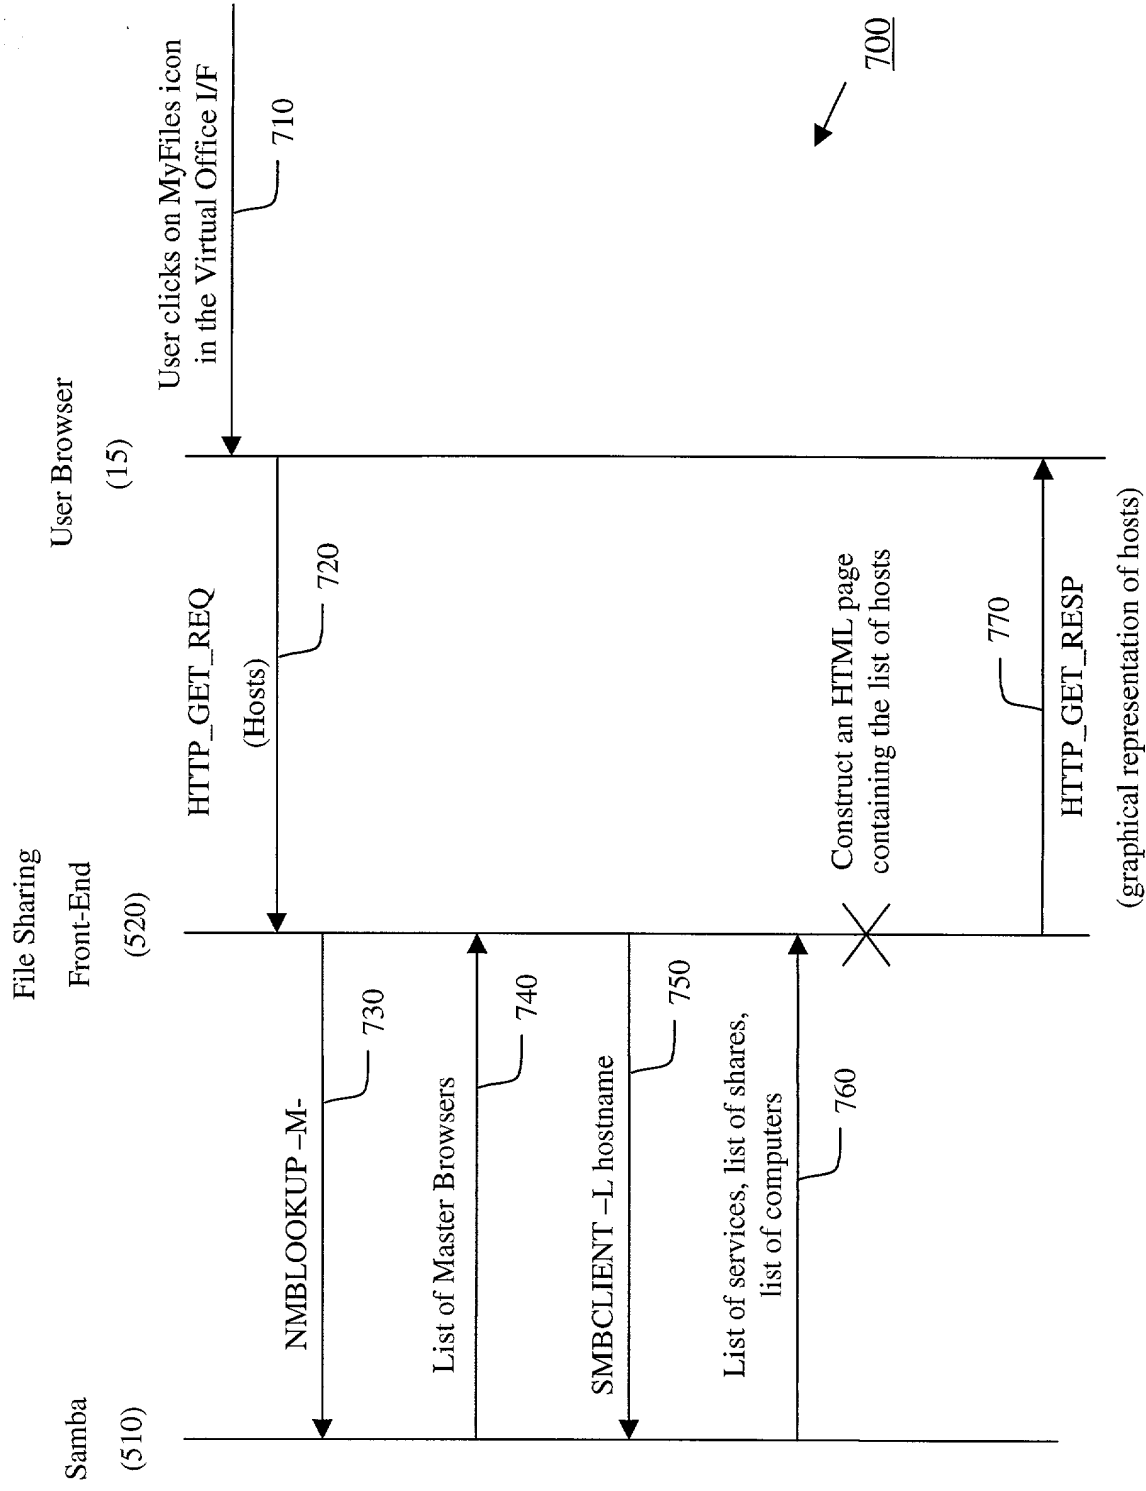 Samba
(510)
File Sharing
Front-End
(520)
User Browser
(15)
User clicks on MyFiles icon
in the Virtual Office I/F
710
HTTP_GET_REQ
(Hosts)
720
NMBLOOKUP –M-
730
List of Master Browsers
740
SMBCLIENT –L hostname
750
List of services, list of shares,
list of computers
760
Construct an HTML page
containing the list of hosts
770
HTTP_GET_RESP
(graphical representation of hosts)
700